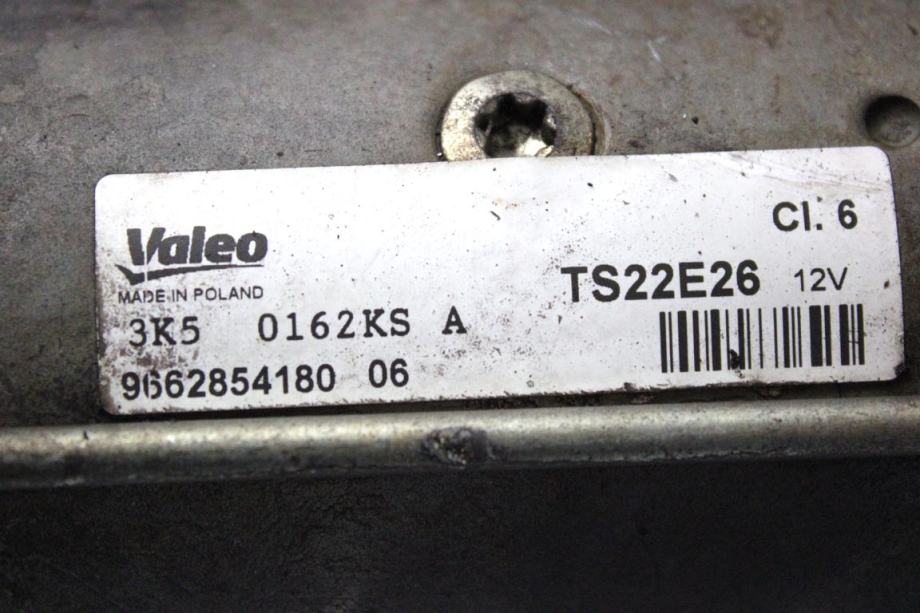 Valeo
MADE IN POLAND
Cl. 6
TS22E26 12V
3K5 0162KS A
9662854180 06